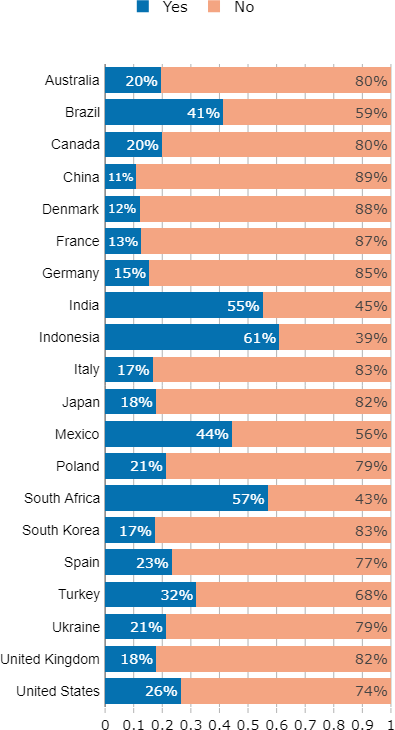 Yes No
Australia 20% 80%
Brazil 41% 59%
Canada 20% 80%
China 11% 89%
Denmark 12% 88%
France 13% 87%
Germany 15% 85%
India 55% 45%
Indonesia 61% 39%
Italy 17% 83%
Japan 18% 82%
Mexico 44% 56%
Poland 21% 79%
South Africa 57% 43%
South Korea 17% 83%
Spain 23% 77%
Turkey 32% 68%
Ukraine 21% 79%
United Kingdom 18% 82%
United States 26% 74%
0 0.1 0.2 0.3 0.4 0.5 0.6 0.7 0.8 0.9 1